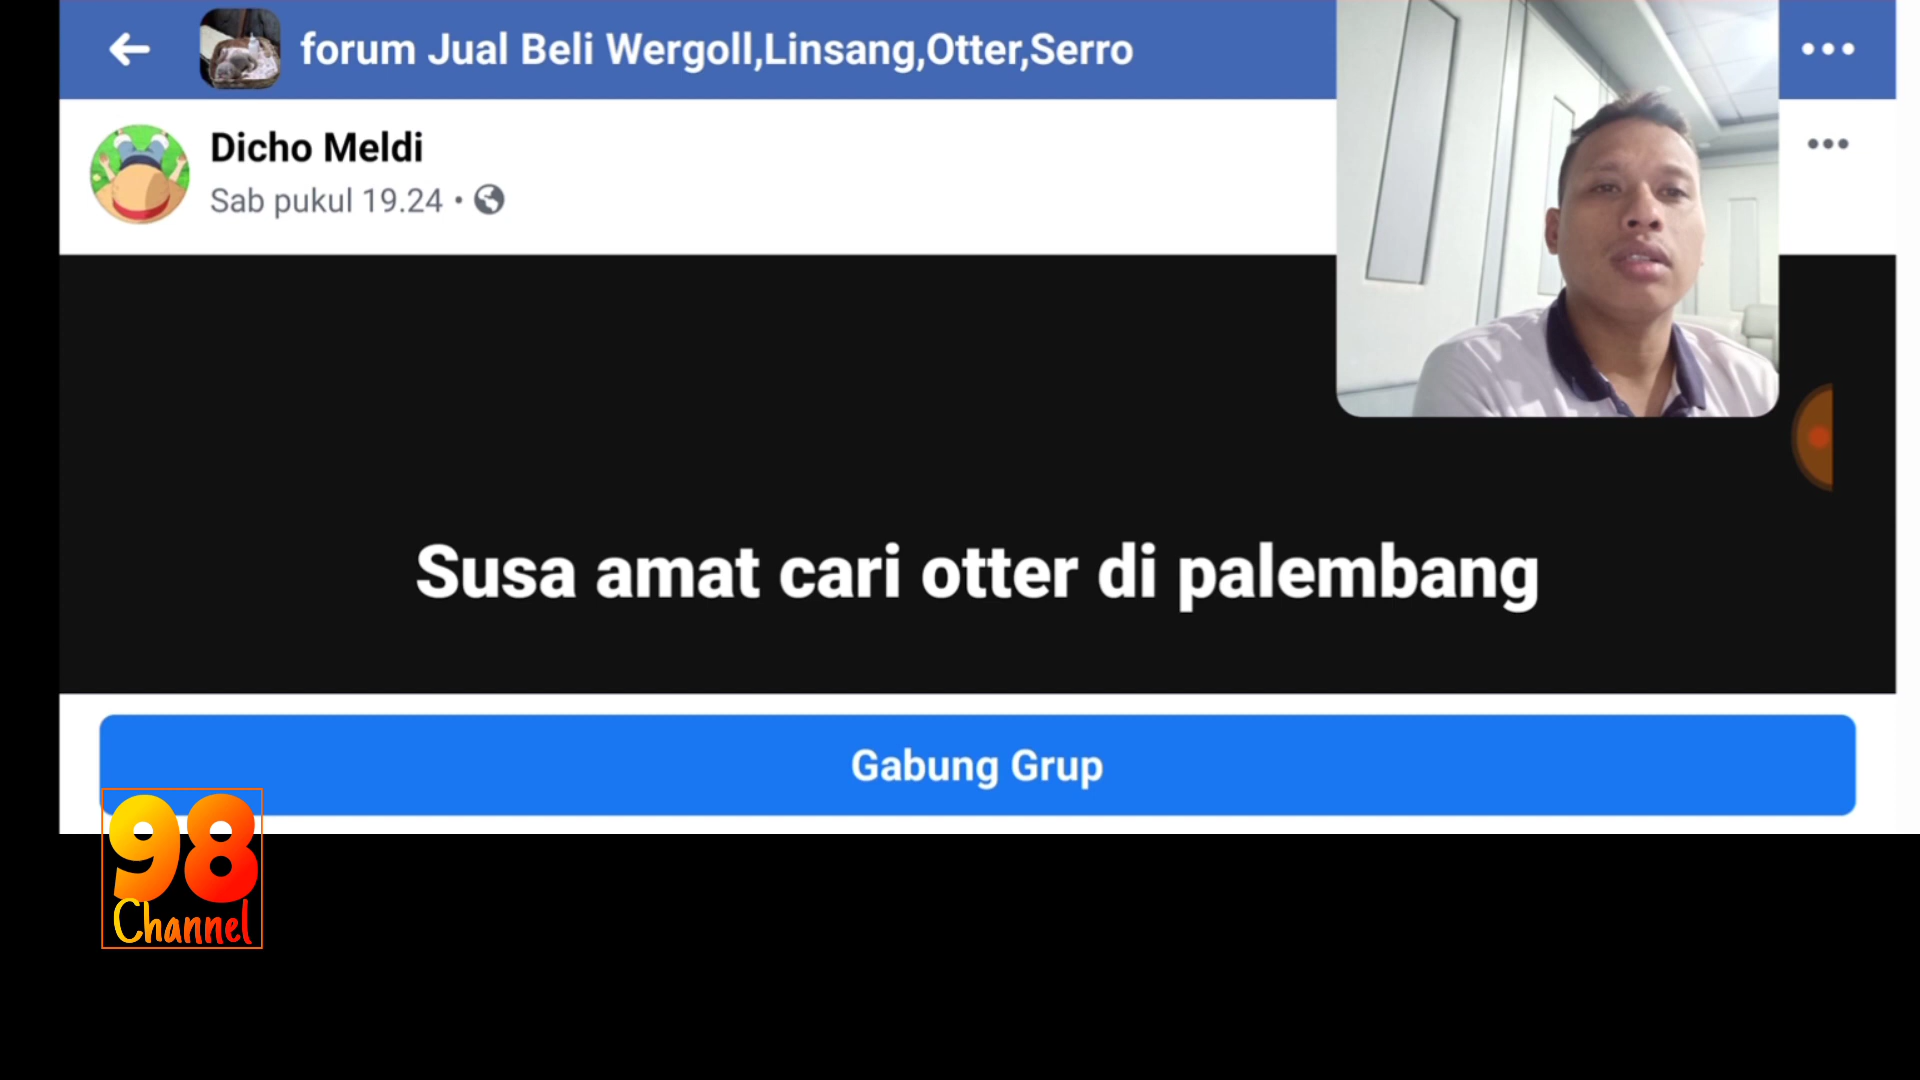 forum Jual Beli Wergoll,Linsang,Otter,Serro
Dicho Meldi
Sab pukul 19.24 •
Susa amat cari otter di palembang
Gabung Grup
98
Channel